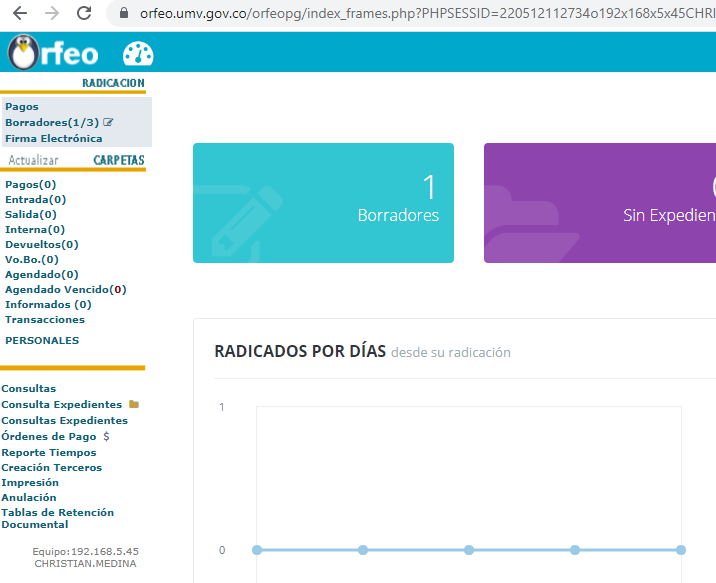 orfeo.umv.gov.co/orfeopg/index_frames.php?PHPSESSID=220512112734o192x168x5x45CHRI
Orfeo
RADICACION
Pagos
Borradores(1/3)
Firma Electrónica
Actualizar CARPETAS
Pagos(0)
Entrada(0)
Salida(0)
Interna(0)
Devueltos(0)
Vo.Bo.(0)
Agendado(0)
Agendado Vencido(0)
Informados (0)
Transacciones
PERSONALES
Consultas
Consulta Expedientes
Consultas Expedientes
Órdenes de Pago $
Reporte Tiempos
Creación Terceros
Impresión
Anulación
Tablas de Retención
Documental
Equipo:192.168.5.45
CHRISTIAN.MEDINA
1
Borradores
Sin Expedien
RADICADOS POR DÍAS desde su radicación
1
0